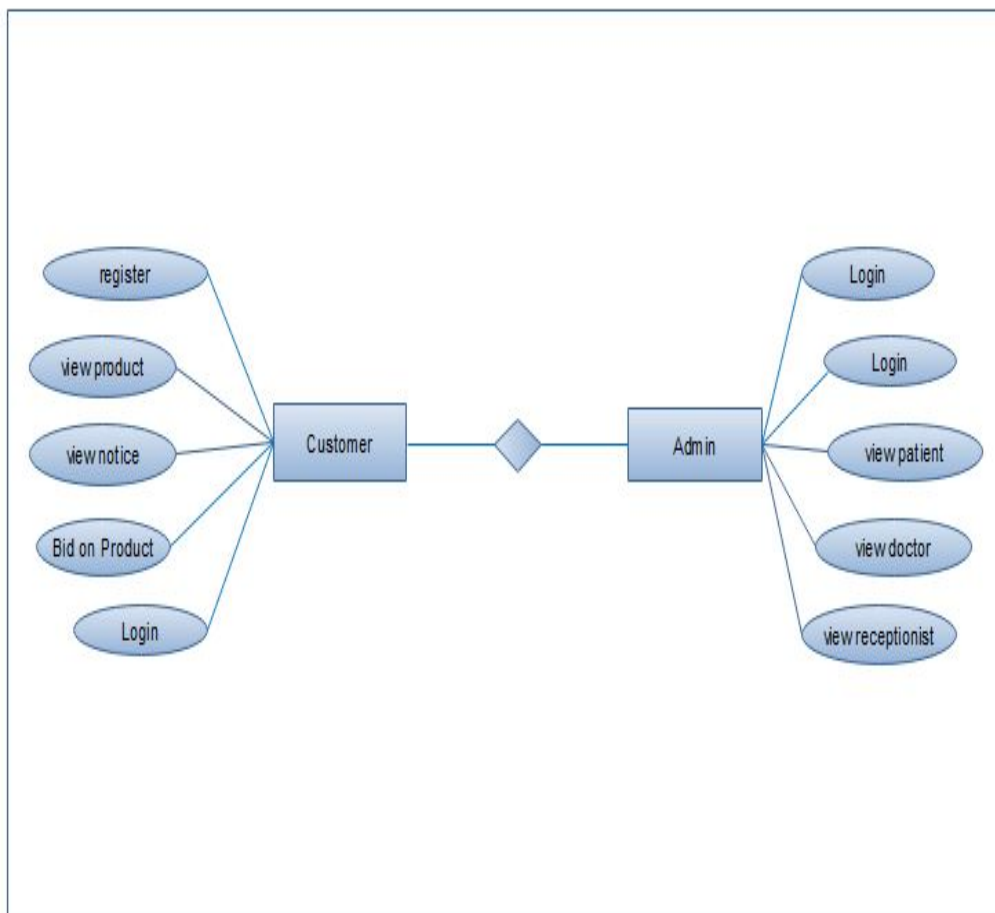 register
view product
view notice
Bid on Product
Login
Customer
Admin
Login
Login
view patient
view doctor
view receptionist